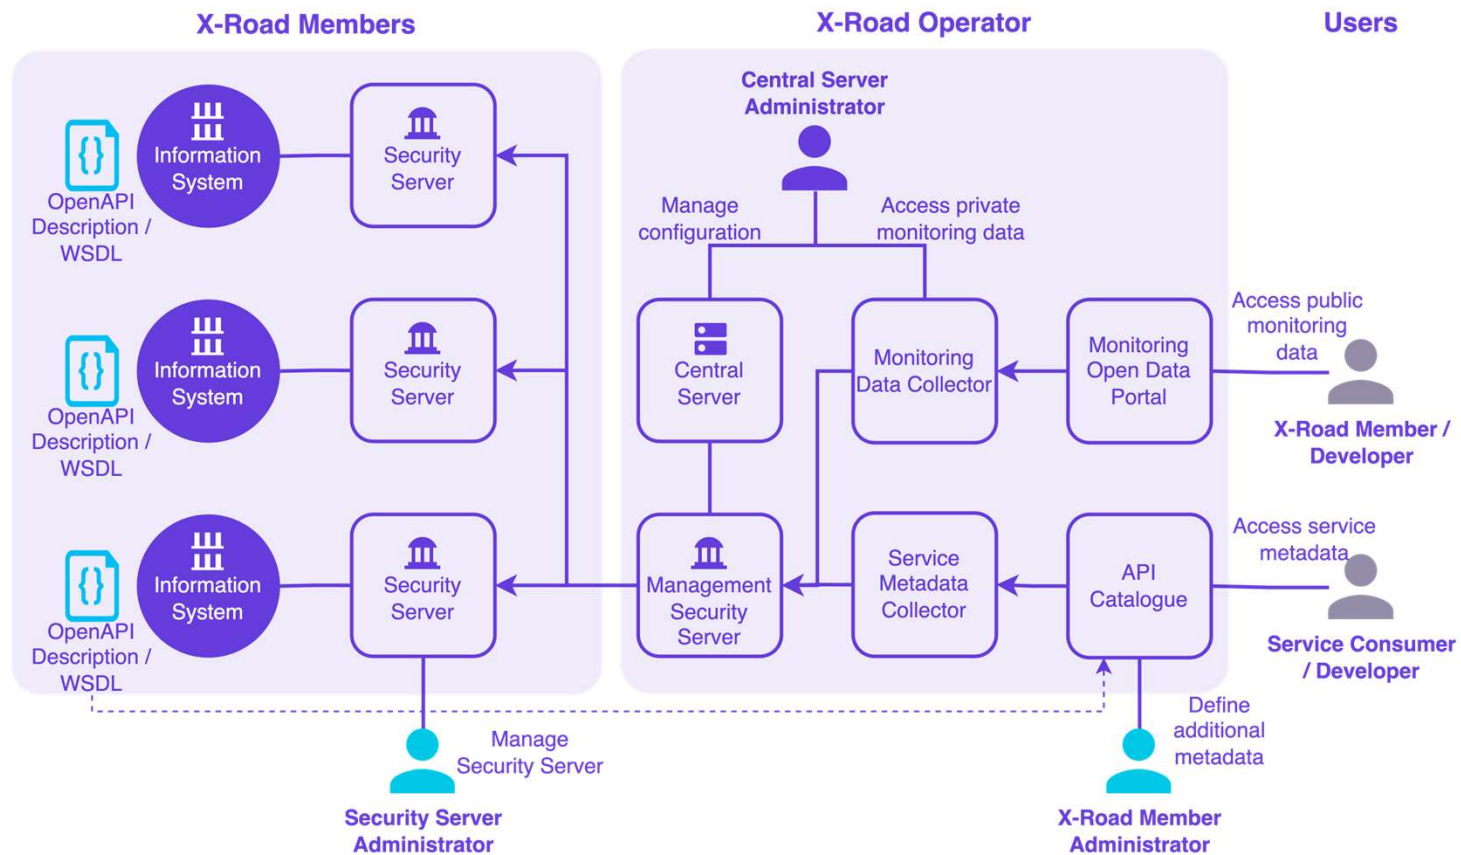 X-Road Members
X-Road Operator
Users
Central Server
Administrator
Information
System
Security
Server
OpenAPI
Description /
WSDL
Manage
configuration
Access private
monitoring data
Information
System
Security
Server
OpenAPI
Description /
WSDL
Central
Server
Monitoring
Data Collector
Monitoring
Open Data
Portal
Access public
monitoring
data
X-Road Member /
Developer
Information
System
Security
Server
OpenAPI
Description /
WSDL
Management
Security
Server
Service
Metadata
Collector
API
Catalogue
Access service
metadata
Service Consumer
/ Developer
Manage
Security Server
Security Server
Administrator
Define
additional
metadata
X-Road Member
Administrator